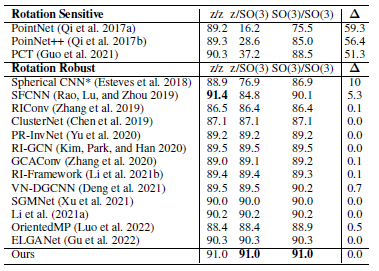 Rotation Sensitive z/z z/SO(3) SO(3)/SO(3) Δ
PointNet (Qi et al. 2017a) 89.2 16.2 75.5 59.3
PoinNet++ (Qi et al. 2017b) 89.3 28.6 85.0 56.4
PCT (Guo et al. 2021) 90.3 37.2 88.5 51.3
Rotation Robust z/z z/SO(3) SO(3)/SO(3) Δ
Spherical CNN* (Esteves et al. 2018) 88.9 76.9 86.9 10
SFCNN (Rao, Lu, and Zhou 2019) 91.4 84.8 90.1 5.3
RIConv (Zhang et al. 2019) 86.5 86.4 86.4 0.1
ClusterNet (Chen et al. 2019) 87.1 87.1 87.1 0.0
PR-InvNet (Yu et al. 2020) 89.2 89.2 89.2 0.0
RI-GCN (Kim, Park, and Han 2020) 89.5 89.5 89.5 0.0
GCAConv (Zhang et al. 2020) 89.0 89.1 89.2 0.1
RI-Framework (Li et al. 2021b) 89.4 89.4 89.3 0.1
VN-DGCNN (Deng et al. 2021) 89.5 89.5 90.2 0.7
SGMNet (Xu et al. 2021) 90.0 90.0 90.0 0.0
Li et al. (2021a) 90.2 90.2 90.2 0.0
OrientedMP (Luo et al. 2022) 88.4 88.4 88.9 0.5
ELGANet (Gu et al. 2022) 90.3 90.3 90.3 0.0
Ours 91.0 91.0 91.0 0.0